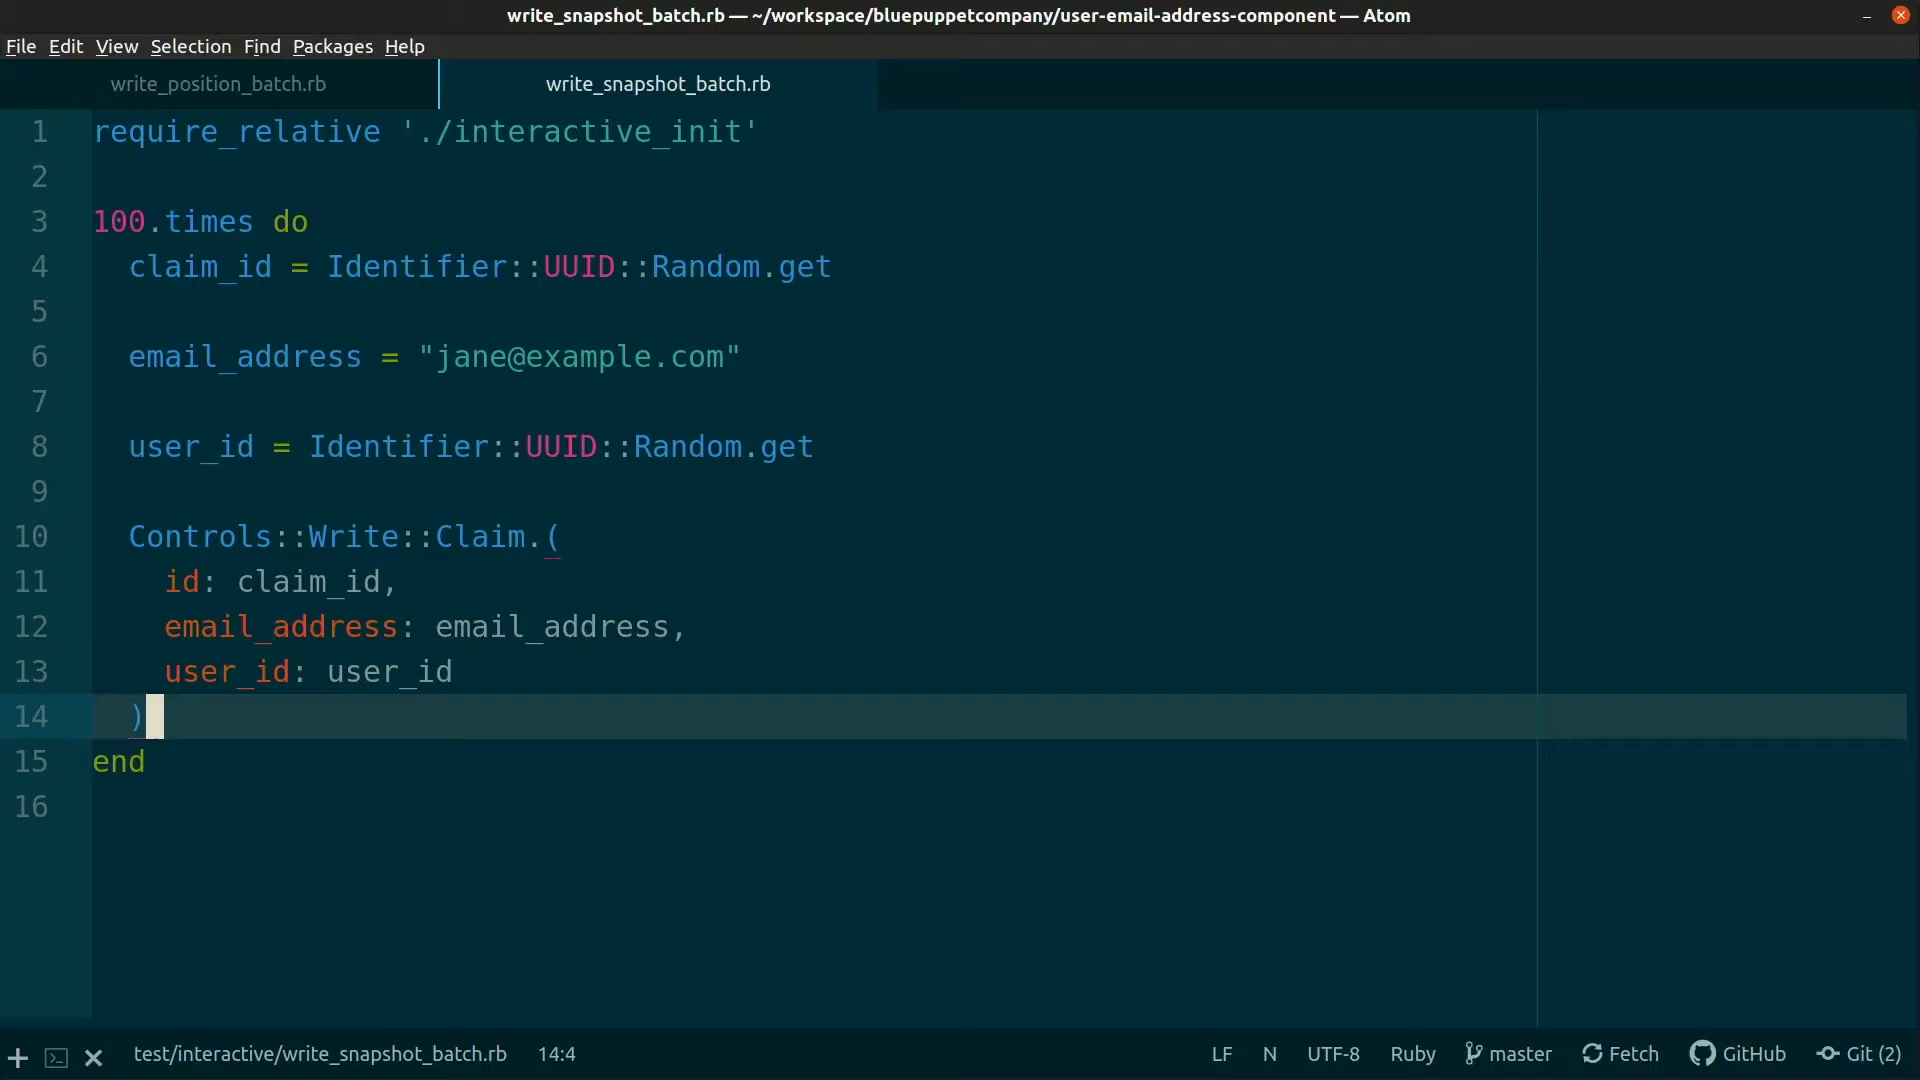 write_snapshot_batch.rb — ~/workspace/bluepuppetcompany/user-email-address-component — Atom
File Edit View Selection Find Packages Help
write_position_batch.rb write_snapshot_batch.rb
1 require_relative './interactive_init'
2
3 100.times do
4   claim_id = Identifier::UUID::Random.get
5
6   email_address = "jane@example.com"
7
8   user_id = Identifier::UUID::Random.get
9
10   Controls::Write::Claim.(
11     id: claim_id,
12     email_address: email_address,
13     user_id: user_id
14   )
15 end
16
test/interactive/write_snapshot_batch.rb 14:4 LF N UTF-8 Ruby master Fetch GitHub Git (2)